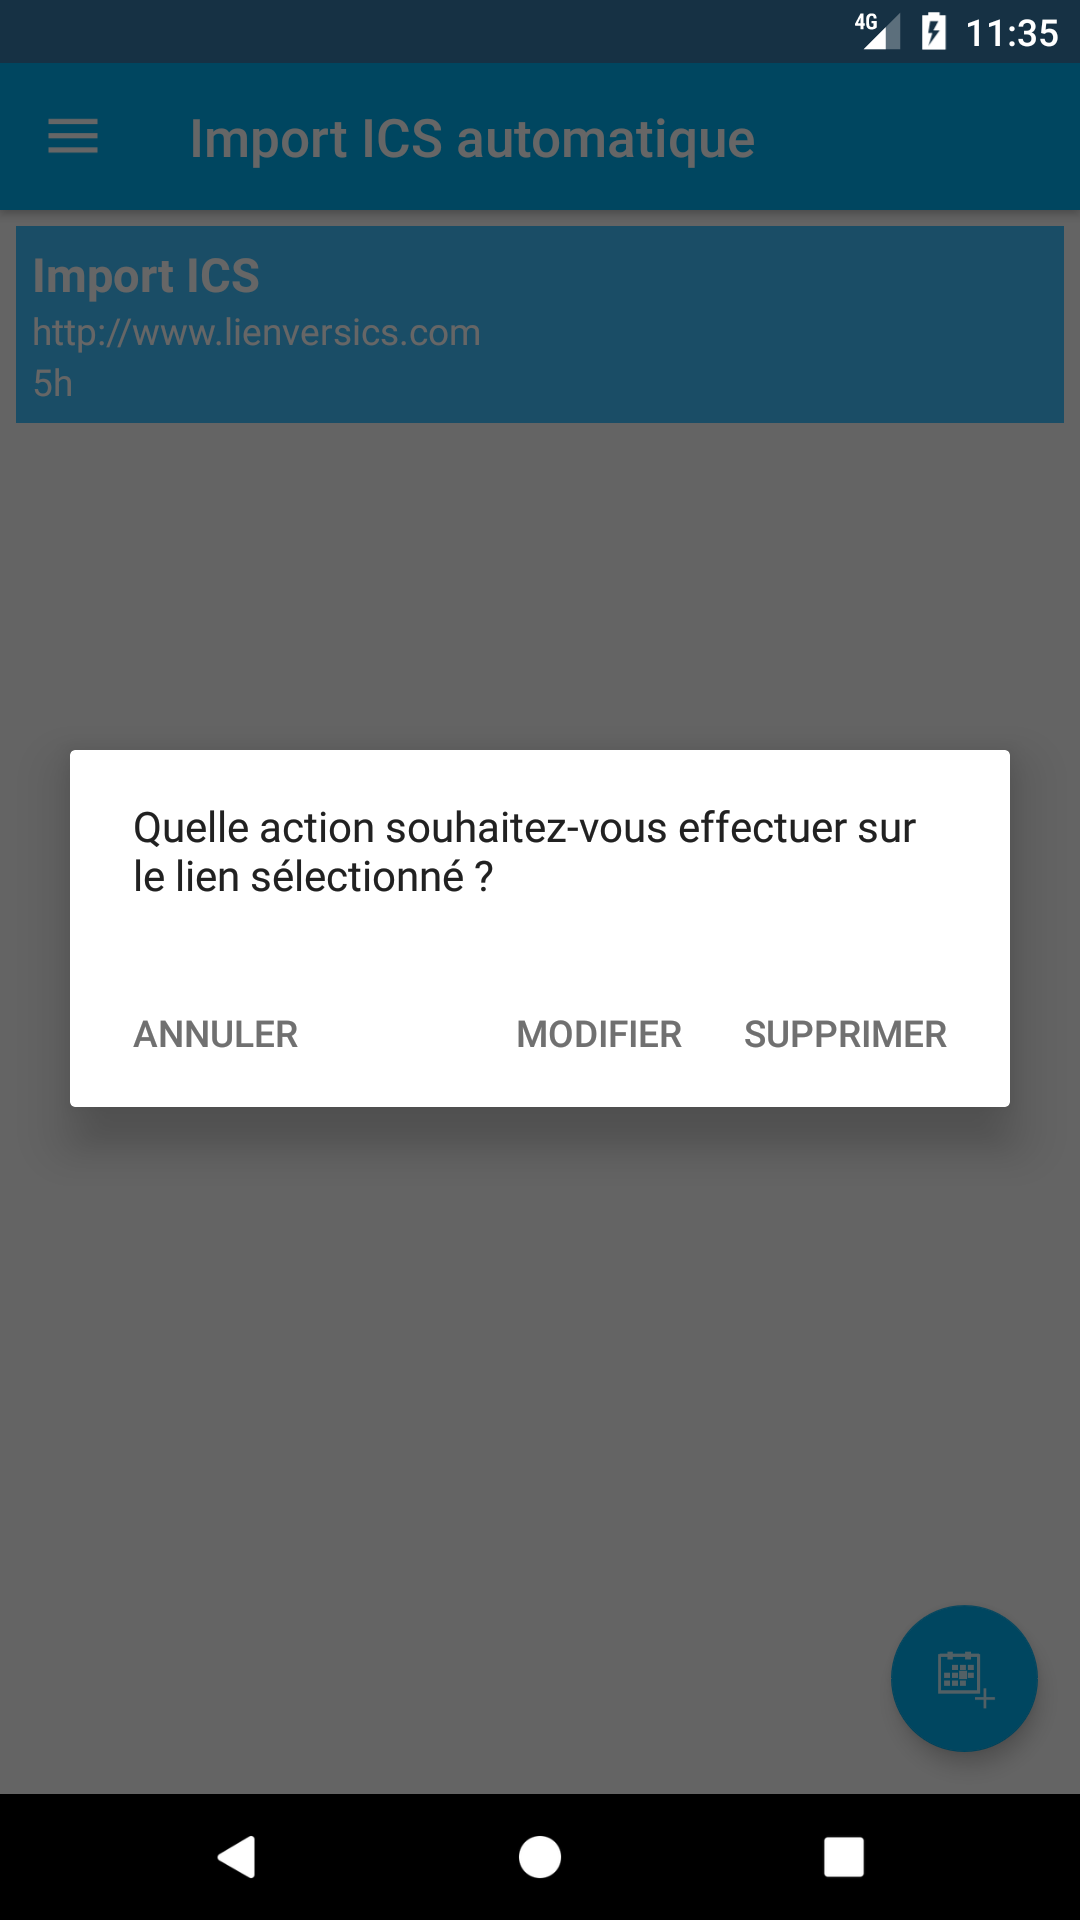 4G 11:35
Import ICS automatique
Import ICS
http://www.lienversics.com
5h
Quelle action souhaitez-vous effectuer sur
le lien sélectionné ?
ANNULER MODIFIER SUPPRIMER